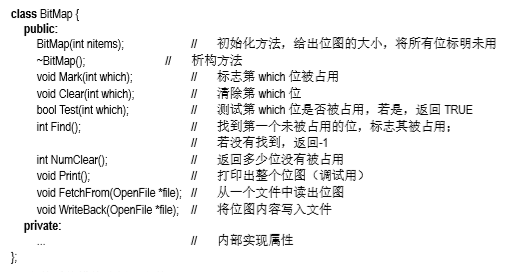 class BitMap {
public:
BitMap(int nitems); // 初始化方法，给出位图的大小，将所有位标明未用
~BitMap(); // 析构方法
void Mark(int which); // 标志第 which 位被占用
void Clear(int which); // 清除第 which 位
bool Test(int which); // 测试第 which 位是否被占用，若是，返回 TRUE
int Find(); // 找到第一个未被占用的位，标志其被占用；
// 若没有找到，返回-1
int NumClear(); // 返回多少位没有被占用
void Print(); // 打印出整个位图（调试用）
void FetchFrom(OpenFile *file); // 从一个文件中读出位图
void WriteBack(OpenFile *file); // 将位图内容写入文件
private:
... // 内部实现属性
};